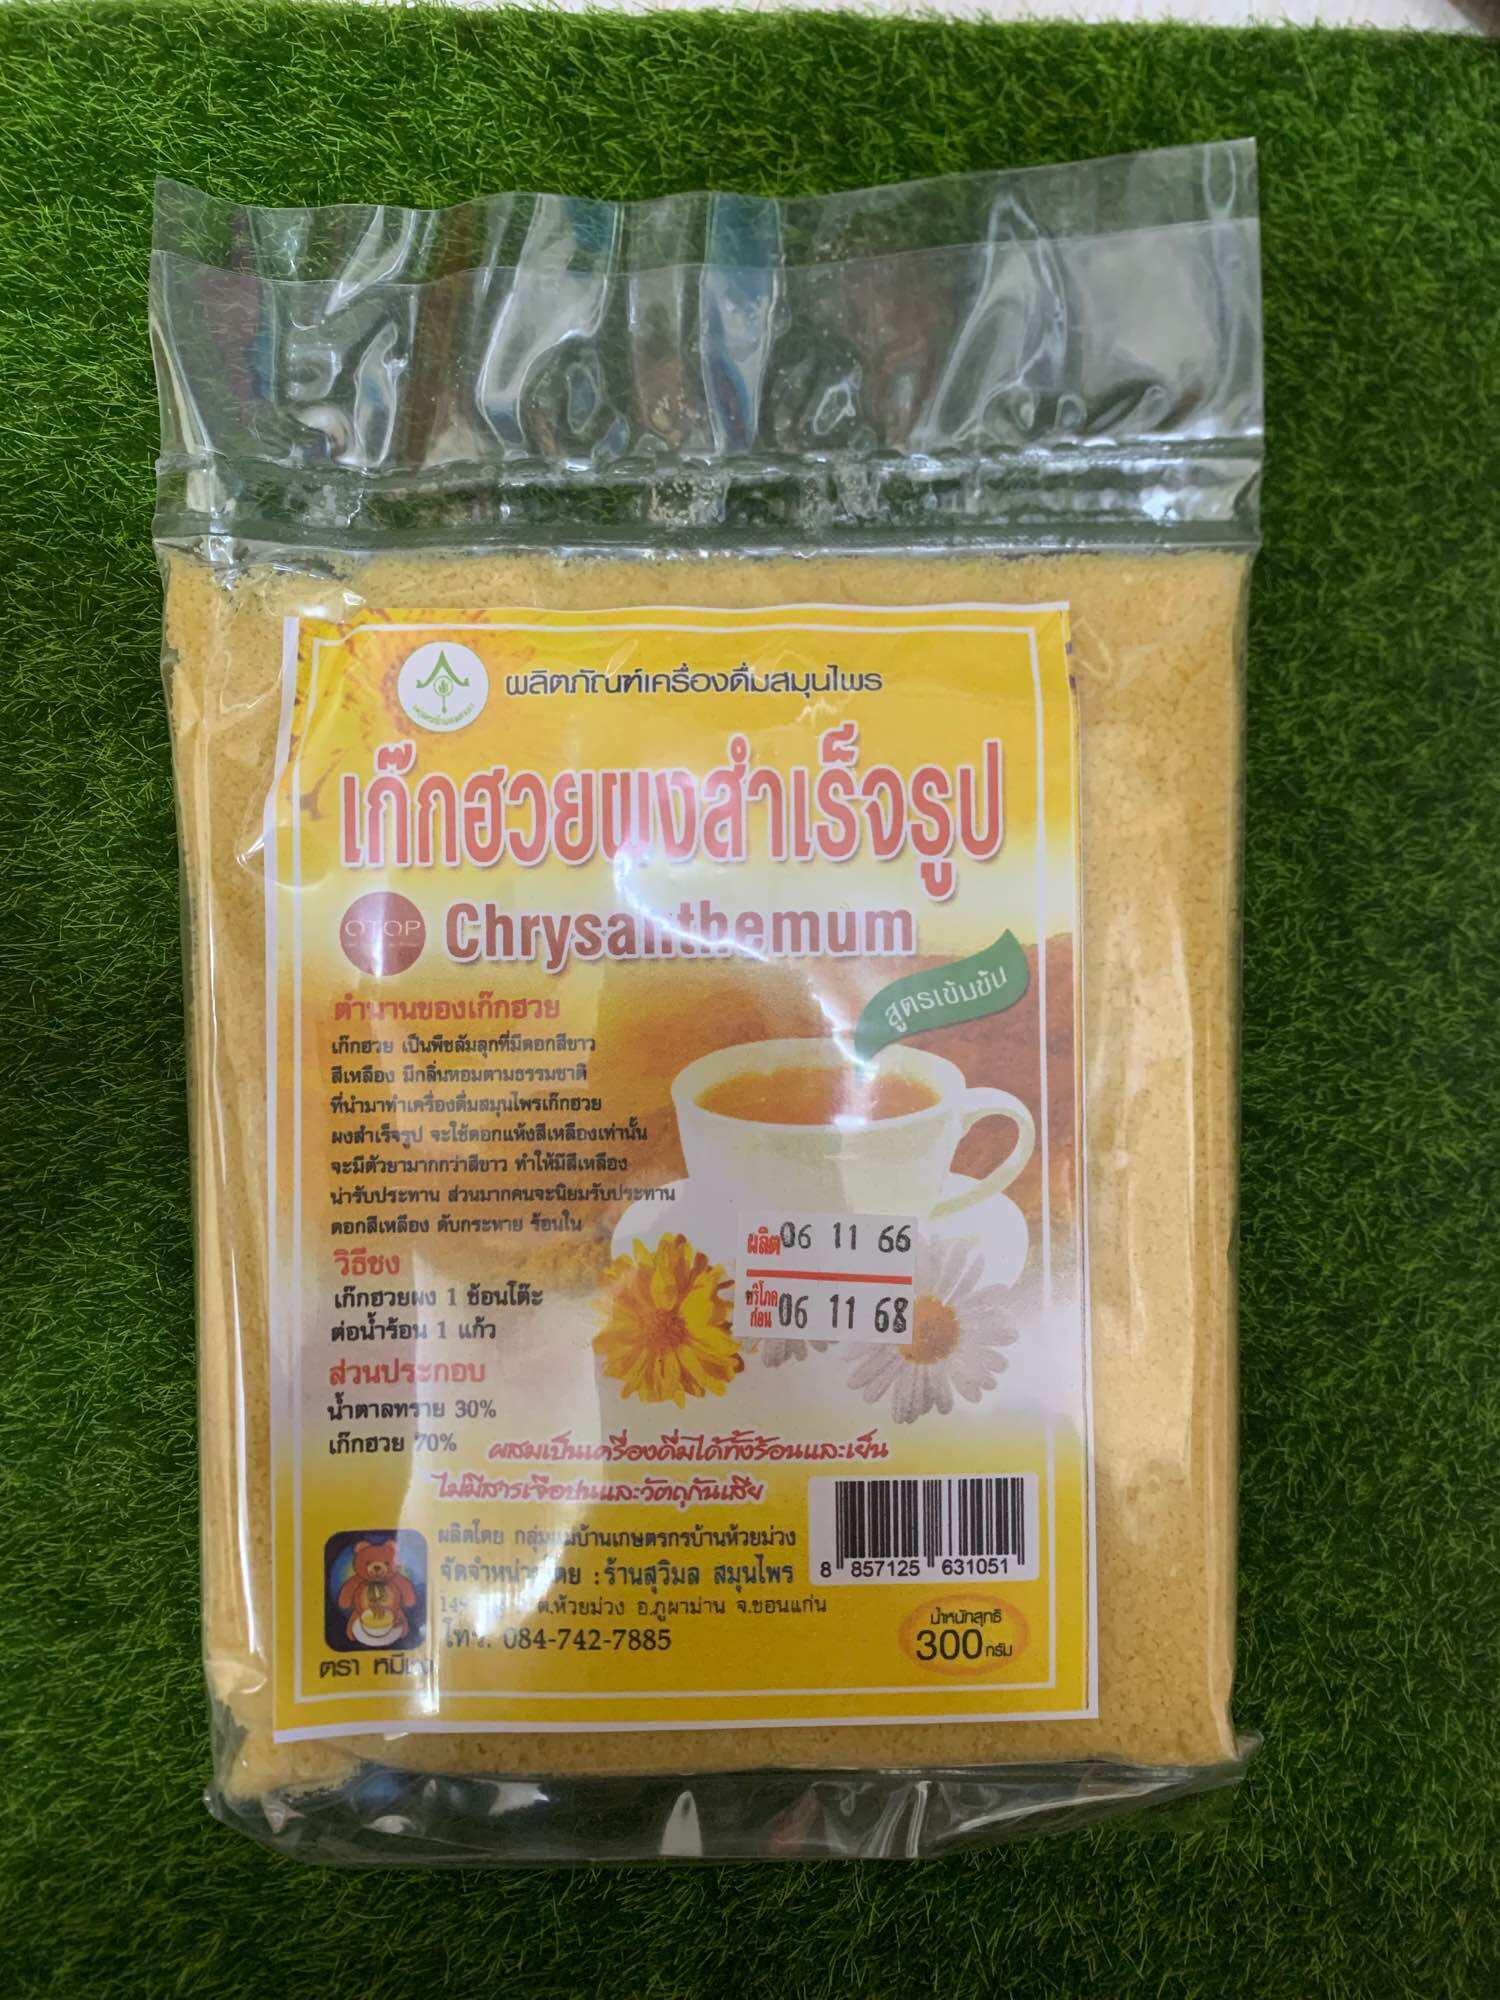 ผลิตภัณฑ์เครื่องดื่มสมุนไพร
เก๊กฮวยผงสำเร็จรูป
OTOP
Chrysanthemum
สูตรเข้มข้น
ตำนานของเก๊กฮวย
เก๊กฮวย เป็นพืชล้มลุกที่มีดอกสีขาว
สีเหลือง มีกลิ่นหอมตามธรรมชาติ
ที่นำมาทำเครื่องดื่มสมุนไพรเก๊กฮวย
ผงสำเร็จรูป จะใช้ดอกแห้งสีเหลืองเท่านั้น
จะมีตัวยามากกว่าสีขาว ทำให้มีสีเหลือง
น่ารับประทาน ส่วนมากคนจะนิยมรับประทาน
ดอกสีเหลือง ดับกระหาย ร้อนใน
ผลิต 06 11 66
บริโภคก่อน 06 11 68
วิธีชง
เก๊กฮวยผง 1 ช้อนโต๊ะ
ต่อน้ำร้อน 1 แก้ว
ส่วนประกอบ
น้ำตาลทราย 30%
เก๊กฮวย 70%
ผสมเป็นเครื่องดื่มได้ทั้งร้อนและเย็น
ไม่มีสารเจือปนและวัตถุกันเสีย
ผลิตโดย กลุ่มแม่บ้านเกษตรกรบ้านห้วยม่วง
จัดจำหน่ายโดย : ร้านสุวิมล สมุนไพร
ต.ห้วยม่วง อ.ภูผาม่าน จ.ขอนแก่น
โทร. 084-742-7885
ตรา
8 857125 631051
น้ำหนักสุทธิ
300 กรัม